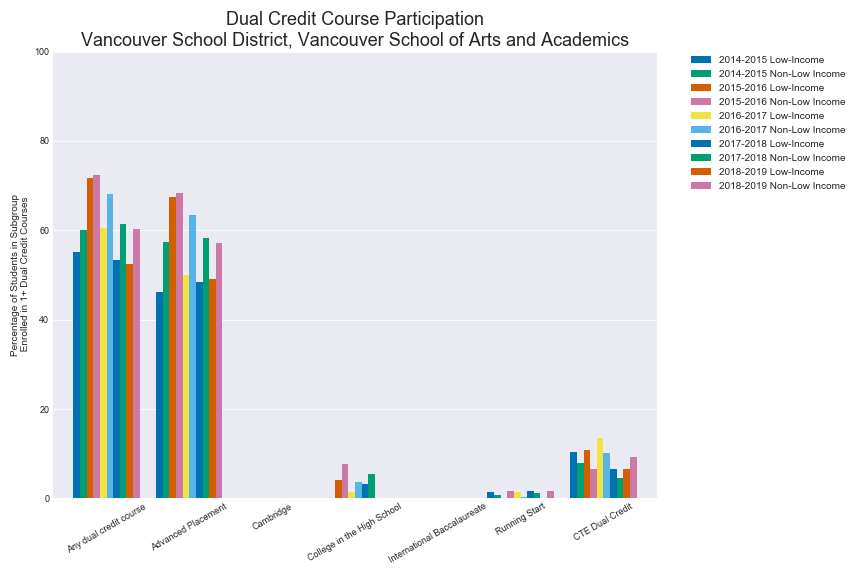 Dual Credit Course Participation
Vancouver School District, Vancouver School of Arts and Academics
Percentage of Students in Subgroup
Enrolled in 1+ Dual Credit Courses
100
80
60
40
20
0
Any dual credit course
Advanced Placement
Cambridge
College in the High School
International Baccalaureate
Running Start
CTE Dual Credit
2014-2015 Low-Income
2014-2015 Non-Low Income
2015-2016 Low-Income
2015-2016 Non-Low Income
2016-2017 Low-Income
2016-2017 Non-Low Income
2017-2018 Low-Income
2017-2018 Non-Low Income
2018-2019 Low-Income
2018-2019 Non-Low Income